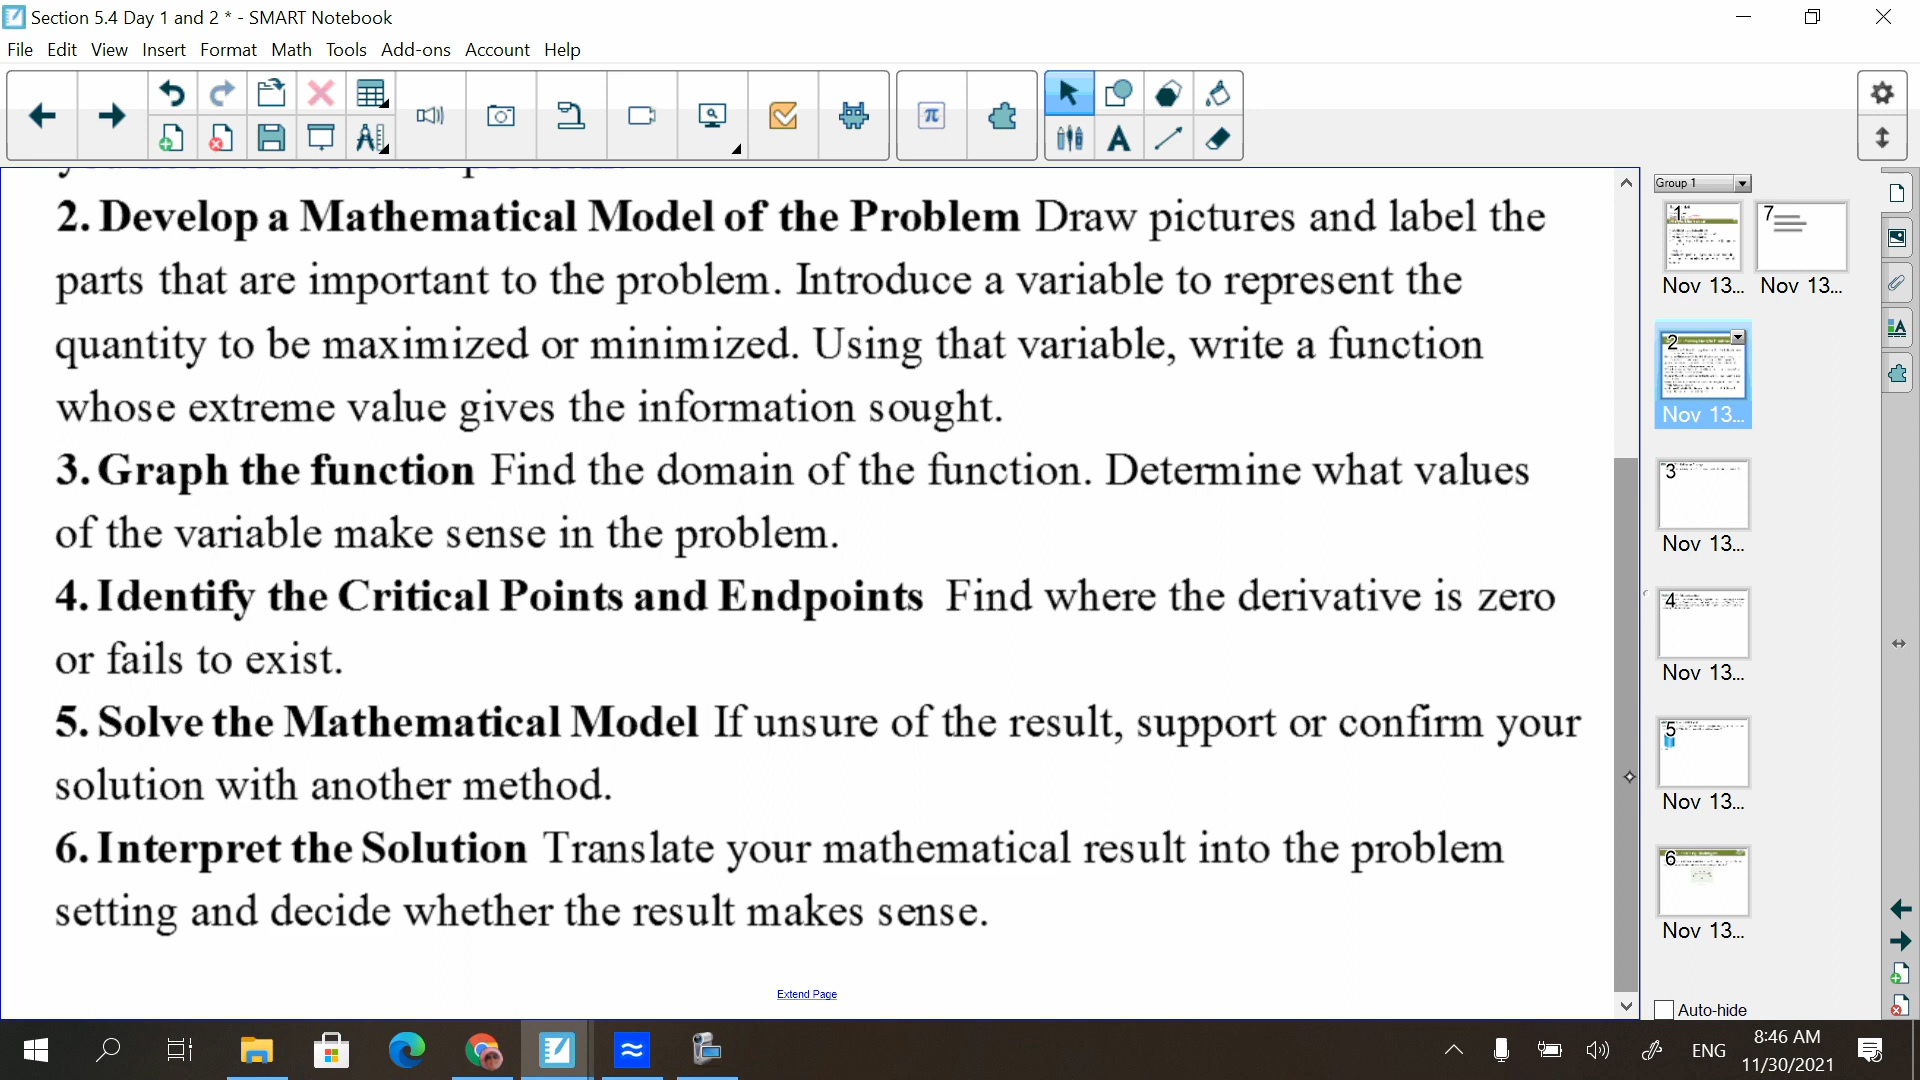 Section 5.4 Day 1 and 2 * - SMART Notebook
File Edit View Insert Format Math Tools Add-ons Account Help
2. Develop a Mathematical Model of the Problem Draw pictures and label the
parts that are important to the problem. Introduce a variable to represent the
quantity to be maximized or minimized. Using that variable, write a function
whose extreme value gives the information sought.
3. Graph the function Find the domain of the function. Determine what values
of the variable make sense in the problem.
4. Identify the Critical Points and Endpoints Find where the derivative is zero
or fails to exist.
5. Solve the Mathematical Model If unsure of the result, support or confirm your
solution with another method.
6. Interpret the Solution Translate your mathematical result into the problem
setting and decide whether the result makes sense.
Extend Page
Group 1
1
Nov 13...
7
Nov 13...
2
Nov 13...
3
Nov 13...
4
Nov 13...
5
Nov 13...
6
Nov 13...
Auto-hide
ENG
8:46 AM
11/30/2021